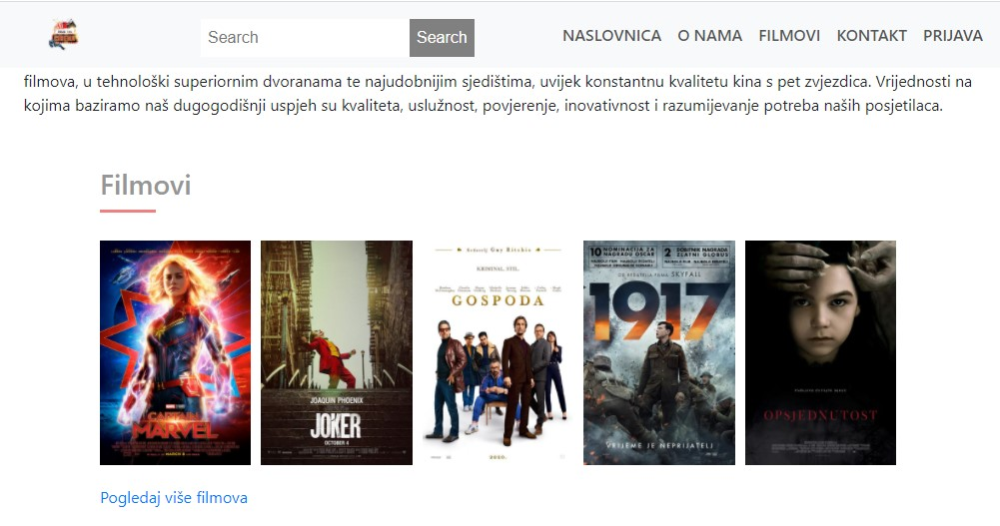 Search
Search
NASLOVNICA
O NAMA
FILMOVI
KONTAKT
PRIJAVA
filmova, u tehnološki superiornim dvoranama te najudobnijim sjedištima, uvijek konstantnu kvalitetu kina s pet zvjezdica. Vrijednosti na
kojima baziramo naš dugogodišnji uspjeh su kvaliteta, uslužnost, povjerenje, inovativnost i razumijevanje potreba naših posjetilaca.
Filmovi
CAPTAIN
MARVEL
JOAQUIN PHOENIX
JOKER
OCTOBER 4
Guy Ritchie
KRIMINAL. STIL.
GOSPODA
2020.
10 NOMINACIJA ZA
NAGRADU OSCAR
2 DOBITNIK NAGRADA
ZLATNI GLOBUS
OD REDATELJA FILMA SKYFALL
1917
VRIJEME JE NEPRIJATELJ
OPSJEDNUTOST
Pogledaj više filmova